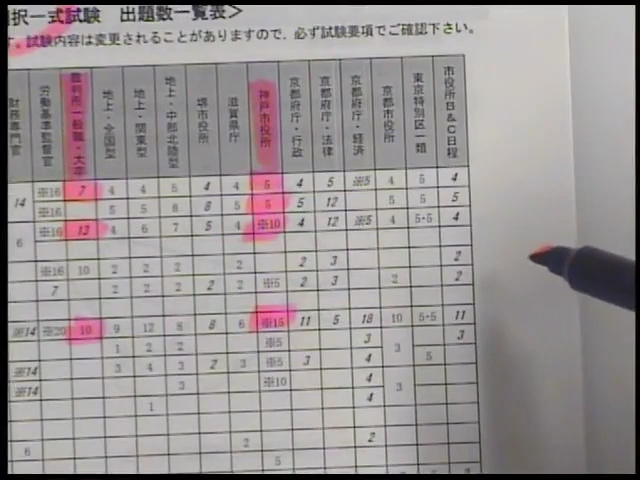 択一式試験 出題数一覧表＞
す。試験内容は変更されることがありますので、必ず試験要項でご確認下さい。
財務専門官 労働基準監督官 裁判所一般職・大卒 地上・全国型 地上・関東型 地上・中部北陸型 堺市役所 滋賀県庁 神戸市役所 京都府庁・行政 京都府庁・法律 京都府庁・経済 京都市役所 東京特別区一類 市役所B&C日程
14 ※16 7 4 4 5 4 4 5 4 5 ※5 4 5 4
※16 5 5 8 8 5 5 5 12 5 5 5
6 ※16 13 4 6 7 5 4 ※10 4 12 ※5 4 5・5 4
※16 10 2 2 2 2 2 3 2
7 2 2 2 2 2 ※5 2 3 2 2
※14 ※20 10 9 12 8 8 6 ※15 11 5 18 10 5・5 11
1 2 2 ※5 3 3 3
※14 3 4 3 2 3 ※5 3 4 5
※14 3 ※10 4 3
1 4
6 2 2
5